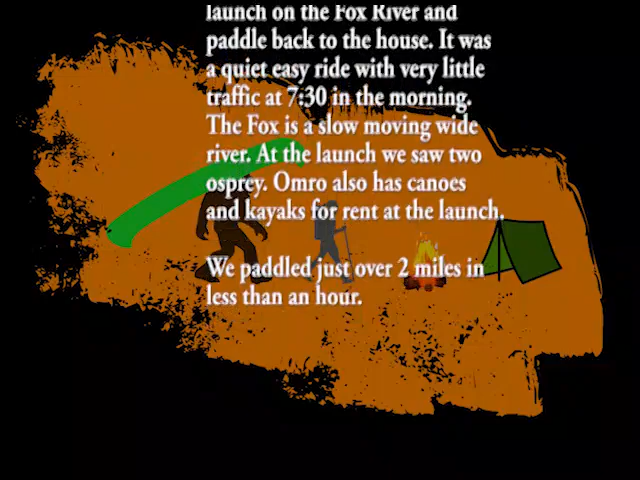 launch on the Fox River and
paddle back to the house. It was
a quiet easy ride with very little
traffic at 7:30 in the morning.
The Fox is a slow moving wide
river. At the launch we saw two
osprey. Omro also has canoes
and kayaks for rent at the launch.
We paddled just over 2 miles in
less than an hour.